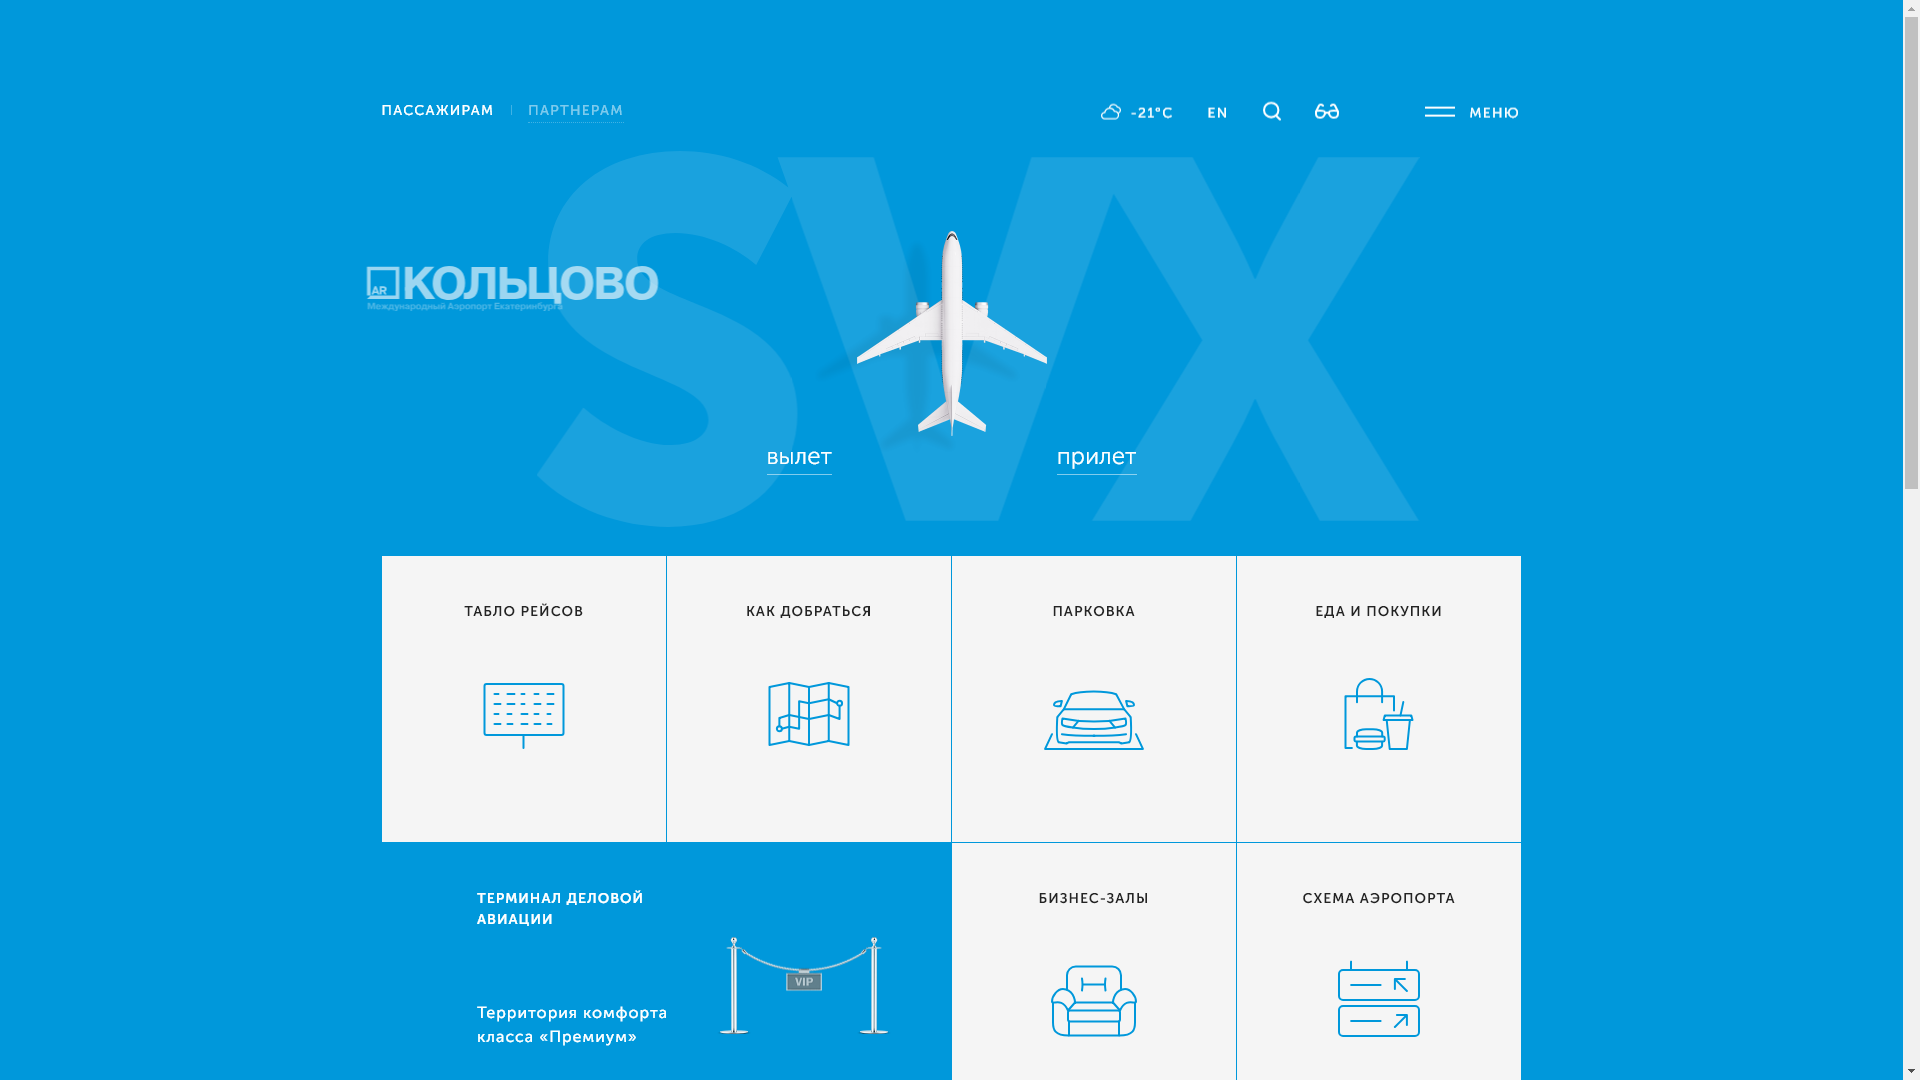 ПАССАЖИРАМ
ПАРТНЕРАМ
-21°C
EN
МЕНЮ
SVX
AR
КОЛЬЦОВО
Международный Аэропорт Екатеринбурга
вылет
прилет
ТАБЛО РЕЙСОВ
КАК ДОБРАТЬСЯ
ПАРКОВКА
ЕДА И ПОКУПКИ
ТЕРМИНАЛ ДЕЛОВОЙ
АВИАЦИИ
VIP
Территория комфорта
класса «Премиум»
БИЗНЕС-ЗАЛЫ
СХЕМА АЭРОПОРТА